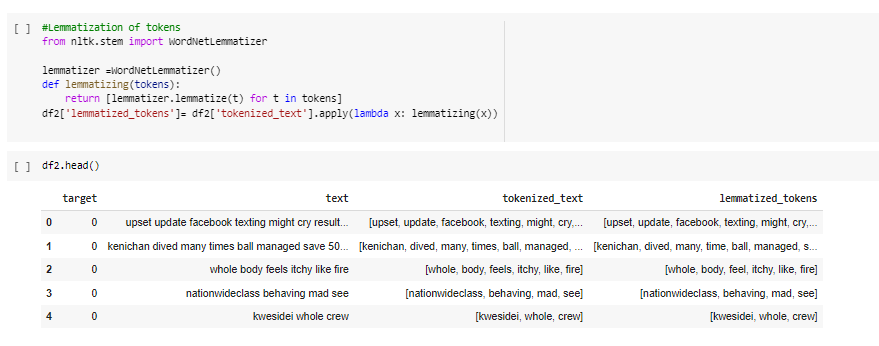 [ ] #Lemmatization of tokens
from nltk.stem import WordNetLemmatizer
lemmatizer =WordNetLemmatizer()
def lemmatizing(tokens):
return [lemmatizer.lemmatize(t) for t in tokens]
df2['lemmatized_tokens']= df2['tokenized_text'].apply(lambda x: lemmatizing(x))
[ ] df2.head()
target text tokenized_text lemmatized_tokens
0 0 upset update facebook texting might cry result... [upset, update, facebook, texting, might, cry,... [upset, update, facebook, texting, might, cry,...
1 0 kenichan dived many times ball managed save 50... [kenichan, dived, many, times, ball, managed, ... [kenichan, dived, many, time, ball, managed, s...
2 0 whole body feels itchy like fire [whole, body, feels, itchy, like, fire] [whole, body, feel, itchy, like, fire]
3 0 nationwideclass behaving mad see [nationwideclass, behaving, mad, see] [nationwideclass, behaving, mad, see]
4 0 kwesidei whole crew [kwesidei, whole, crew] [kwesidei, whole, crew]